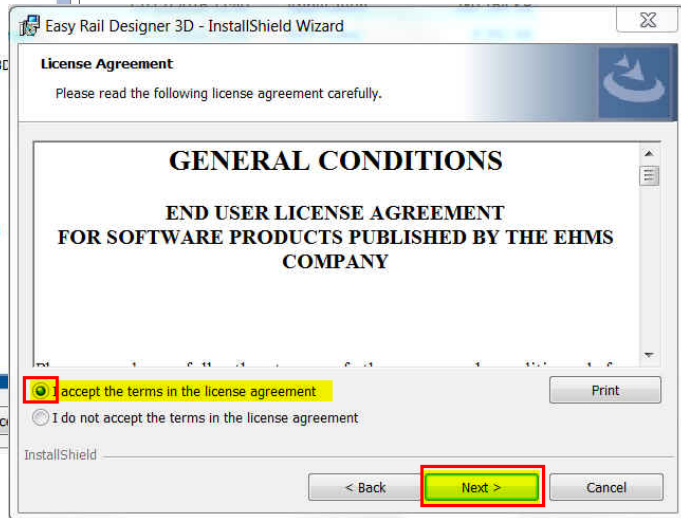 Easy Rail Designer 3D - InstallShield Wizard
License Agreement
Please read the following license agreement carefully.
GENERAL CONDITIONS
END USER LICENSE AGREEMENT
FOR SOFTWARE PRODUCTS PUBLISHED BY THE EHMS
COMPANY
I accept the terms in the license agreement
Print
I do not accept the terms in the license agreement
InstallShield
< Back
Next >
Cancel